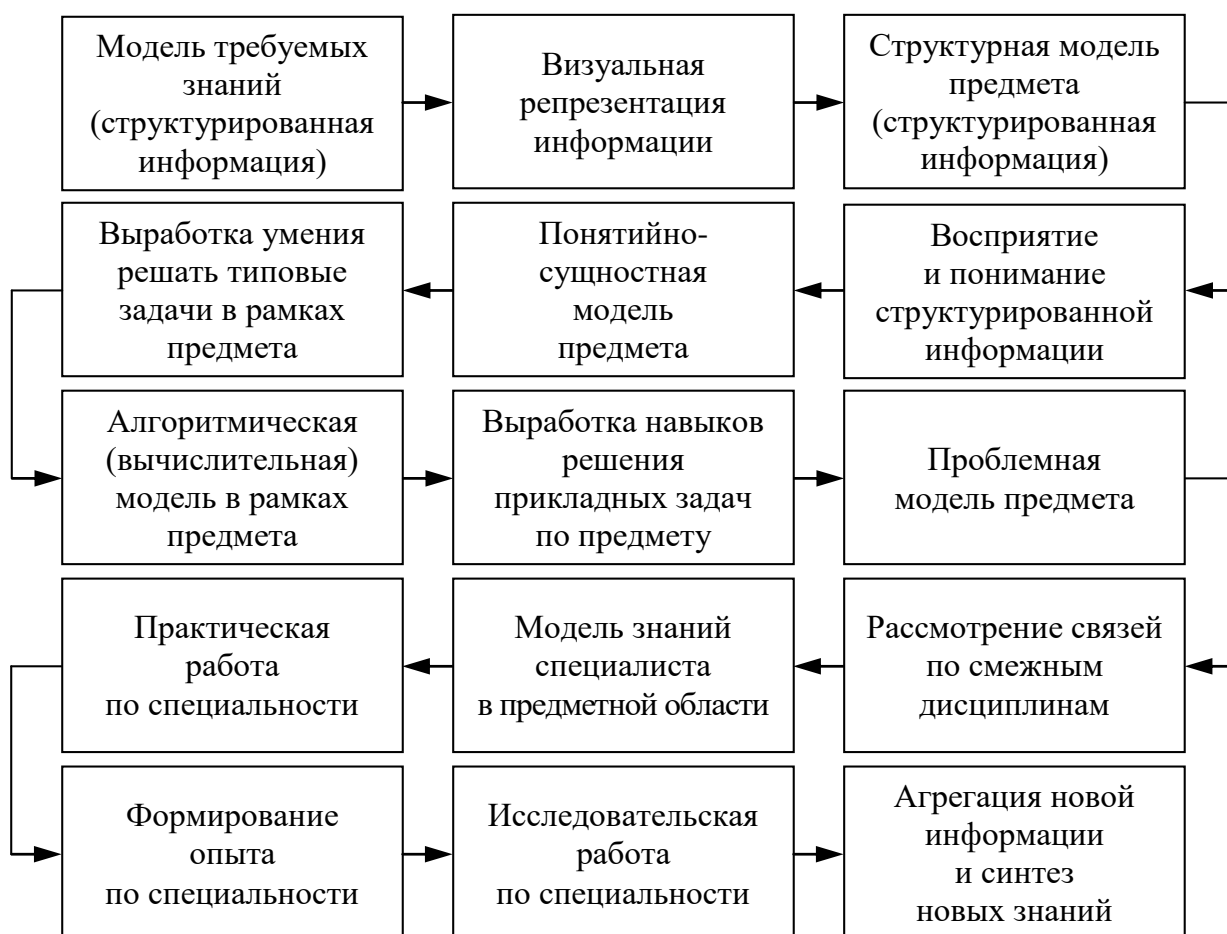 Модель требуемых
знаний
(структурированная
информация)
Визуальная
репрезентация
информации
Структурная модель
предмета
(структурированная
информация)
Выработка умения
решать типовые
задачи в рамках
предмета
Понятийно-
сущностная
модель
предмета
Восприятие
и понимание
структурированной
информации
Алгоритмическая
(вычислительная)
модель в рамках
предмета
Выработка навыков
решения
прикладных задач
по предмету
Проблемная
модель предмета
Практическая
работа
по специальности
Модель знаний
специалиста
в предметной области
Рассмотрение связей
по смежным
дисциплинам
Формирование
опыта
по специальности
Исследовательская
работа
по специальности
Агрегация новой
информации
и синтез
новых знаний